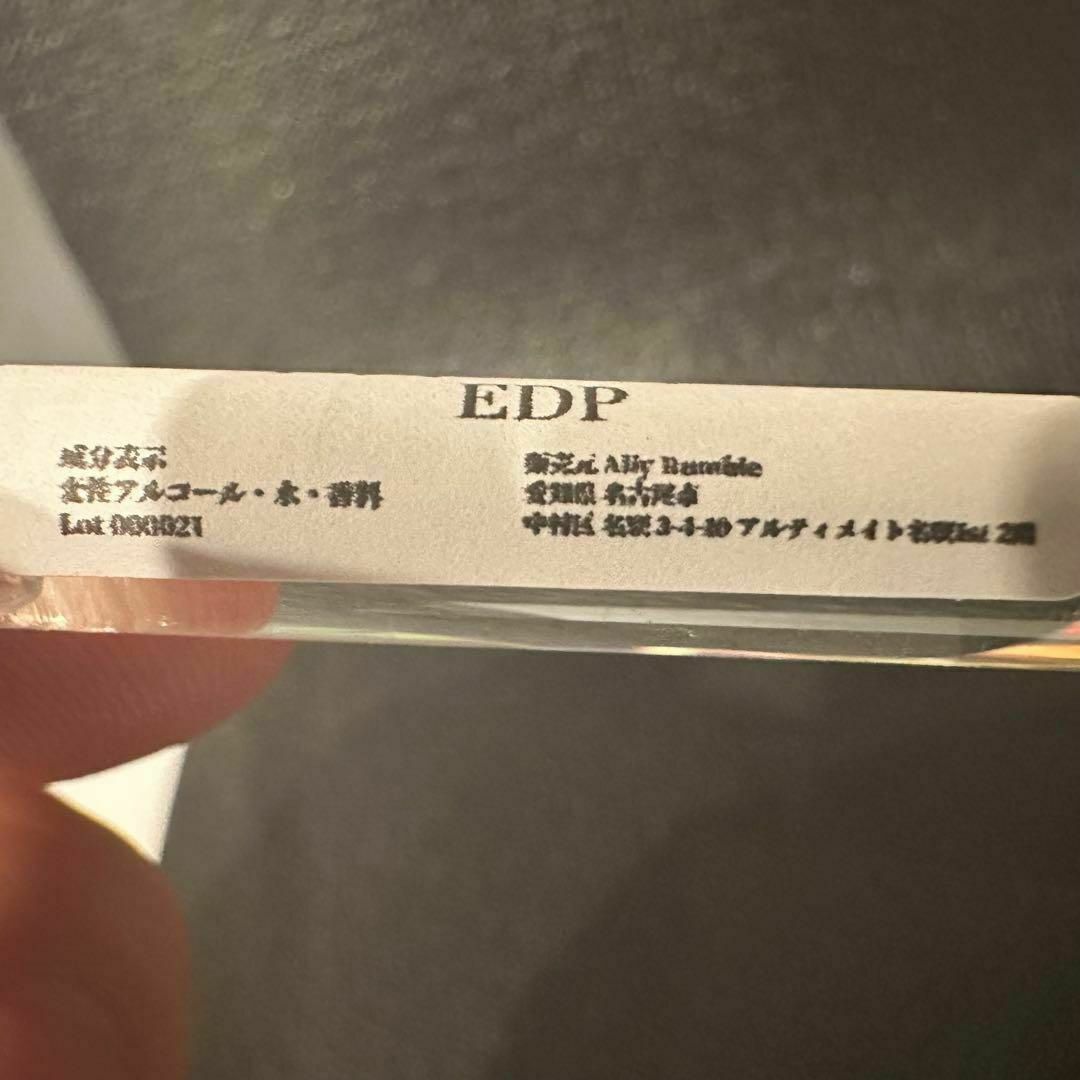 EDP
成分表示
変性アルコール・水・香料
Lot 000021
販売元 Ally Rumble
愛知県 名古屋市
中村区 名駅 3-4-10 アルティメイト名駅1st 2階